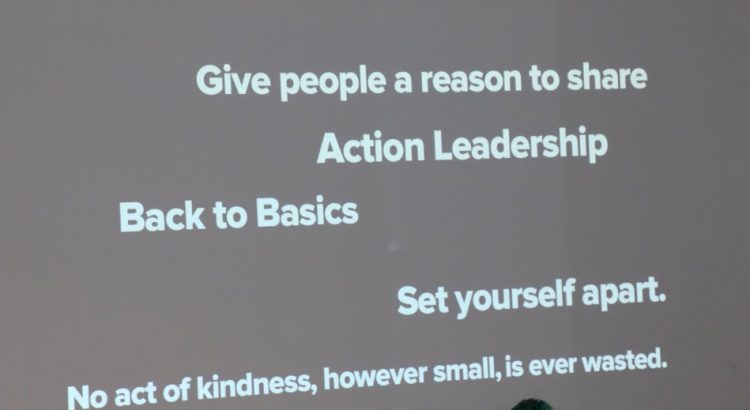 Give people a reason to share
Action Leadership
Back to Basics
Set yourself apart.
No act of kindness, however small, is ever wasted.